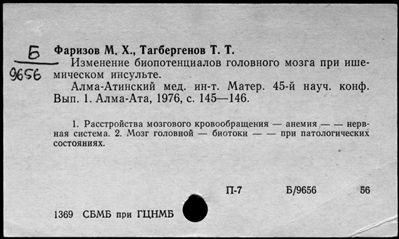 Б
9656
Фаризов М. Х., Тагбергенов Т. Т.
Изменение биопотенциалов головного мозга при ише-
мическом инсульте.
Алма-Атинский мед. ин-т. Матер. 45-й науч. конф.
Вып. 1. Алма-Ата, 1976, с. 145—146.
1. Расстройства мозгового кровообращения — анемия — — нерв-
ная система. 2. Мозг головной — биотоки — — при патологических
состояниях.
П-7 Б/9656 56
1369 СБМБ при ГЦНМБ